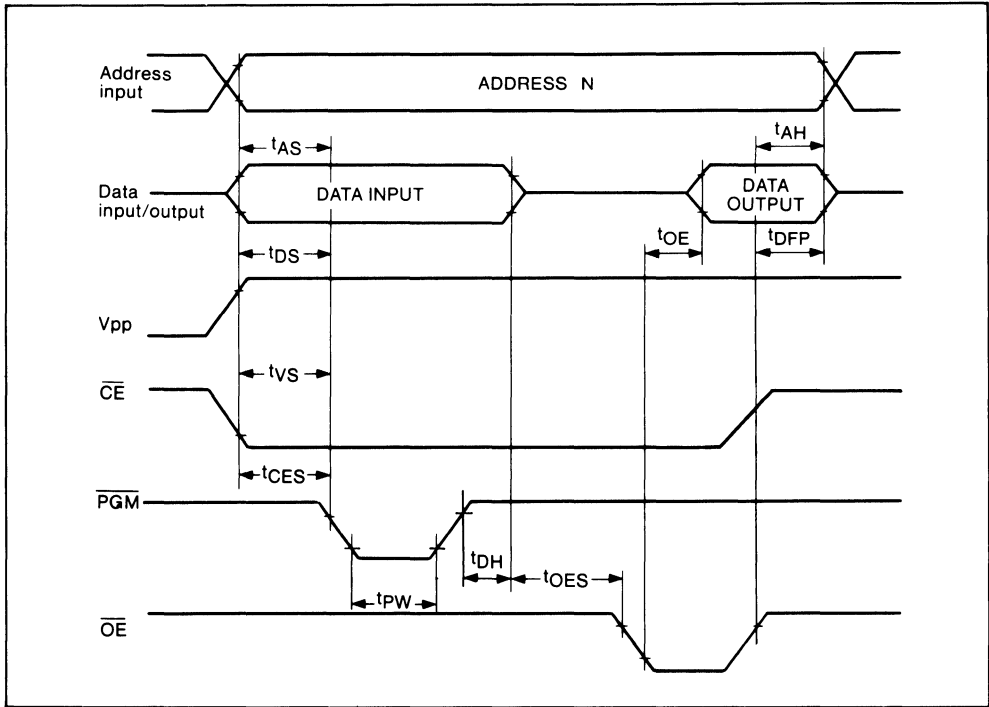 Address
input
ADDRESS N
tAS
tAH
Data
input/output
DATA INPUT
DATA
OUTPUT
tDS
tOE
tDFP
Vpp
tVS
CE
tCES
PGM
tDH
tOES
tPW
OE